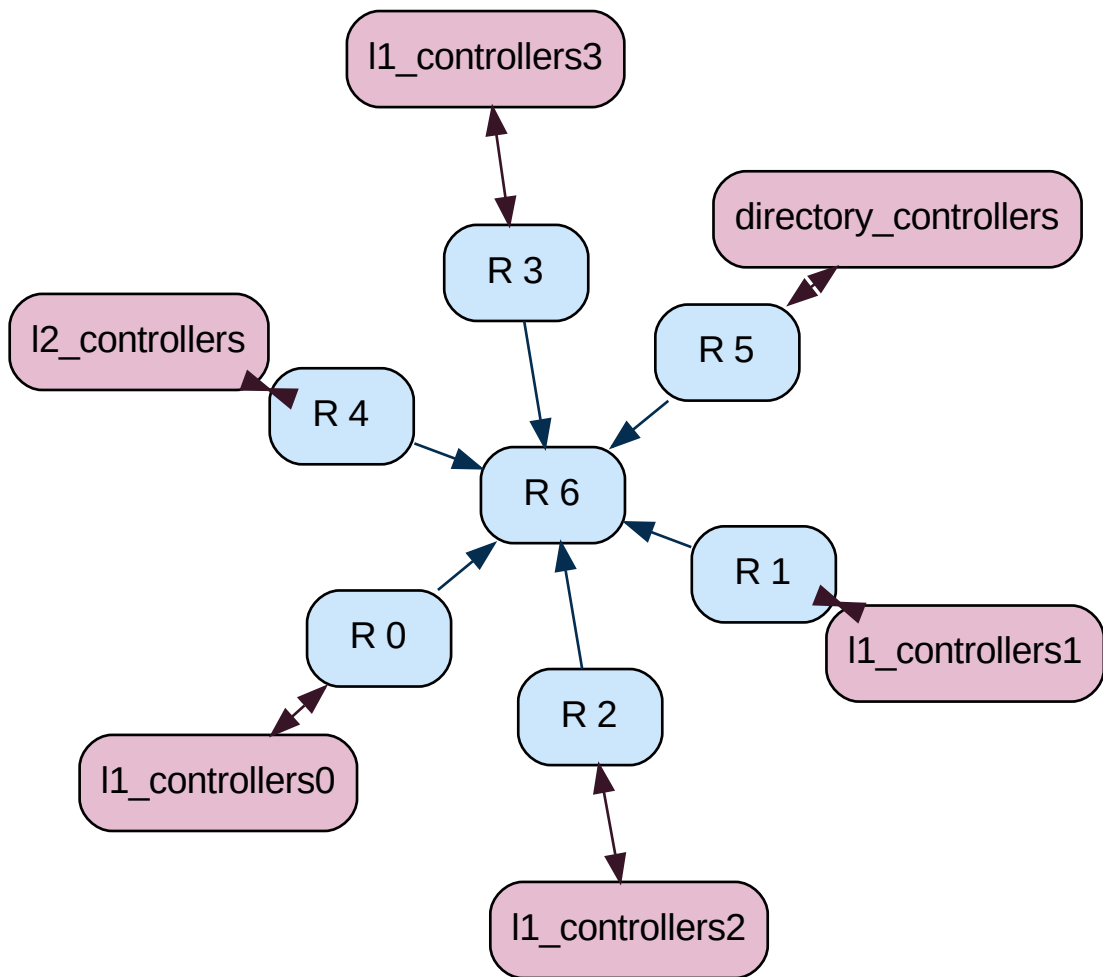 l1_controllers3
directory_controllers
R 3
l2_controllers
R 5
R 4
R 6
R 1
R 0
l1_controllers1
R 2
l1_controllers0
l1_controllers2